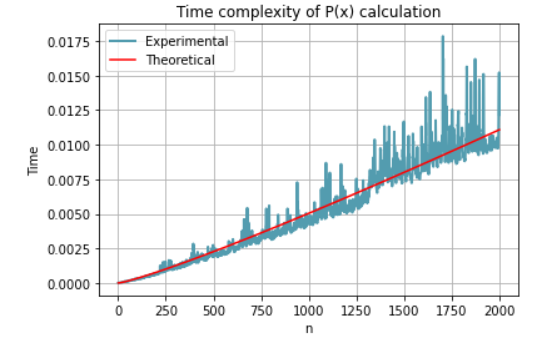 Time complexity of P(x) calculation
Experimental
Theoretical
0.0175
0.0150
0.0125
0.0100
0.0075
0.0050
0.0025
0.0000
Time
0 250 500 750 1000 1250 1500 1750 2000
n